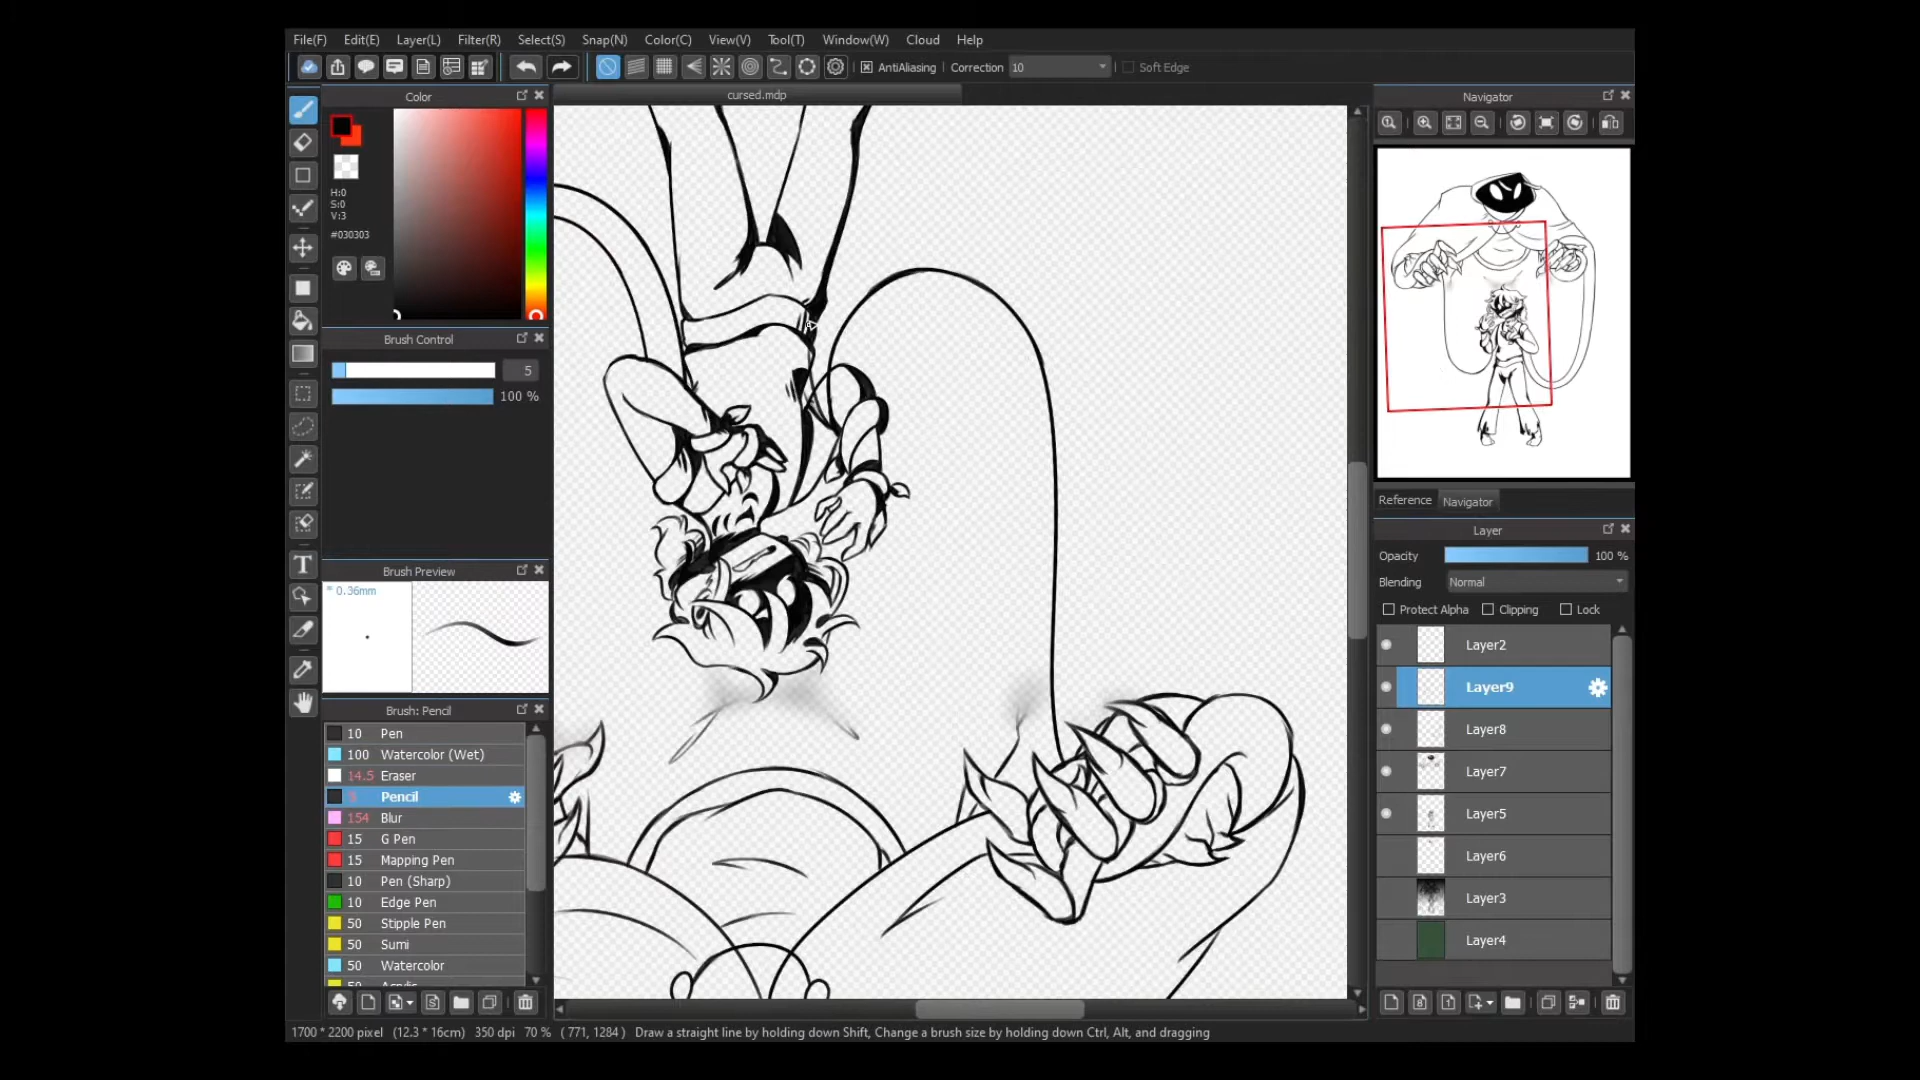 File(F) Edit(E) Layer(L) Filter(R) Select(S) Snap(N) Color(C) View(V) Tool(T) Window(W) Cloud Help
AntiAliasing Correction 10 Soft Edge
Color
cursed.mdp
Navigator
H:0
S:0
V:3
#030303
Brush Control
5
100 %
Brush Preview
0.36mm
Brush: Pencil
10 Pen
100 Watercolor (Wet)
14.5 Eraser
Pencil
154 Blur
15 G Pen
15 Mapping Pen
10 Pen (Sharp)
10 Edge Pen
50 Stipple Pen
50 Sumi
50 Watercolor
Reference Navigator
Layer
Opacity 100 %
Blending Normal
Protect Alpha Clipping Lock
Layer2
Layer9
Layer8
Layer7
Layer5
Layer6
Layer3
Layer4
1700 * 2200 pixel (12.3 * 16cm) 350 dpi 70 % ( 771, 1284 ) Draw a straight line by holding down Shift, Change a brush size by holding down Ctrl, Alt, and dragging